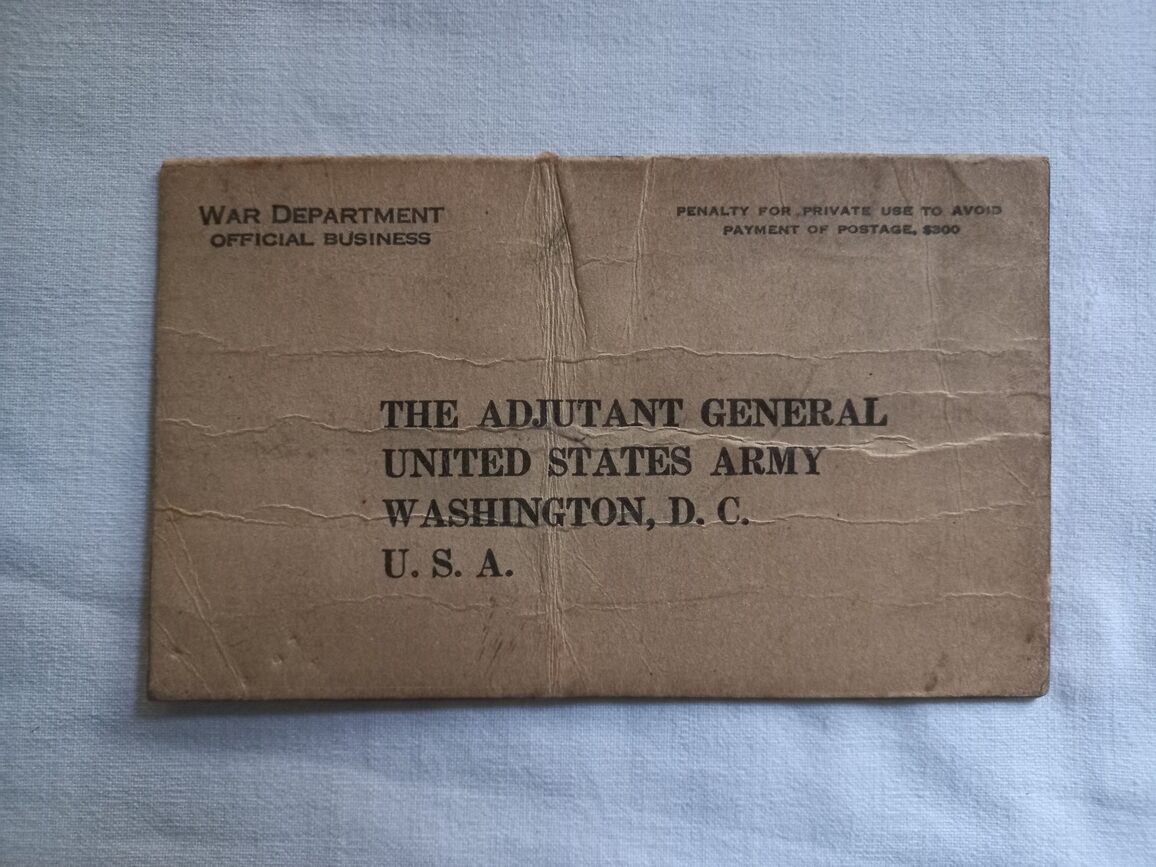 WAR DEPARTMENT
OFFICIAL BUSINESS
PENALTY FOR PRIVATE USE TO AVOID
PAYMENT OF POSTAGE, $300
THE ADJUTANT GENERAL
UNITED STATES ARMY
WASHINGTON, D. C.
U. S. A.